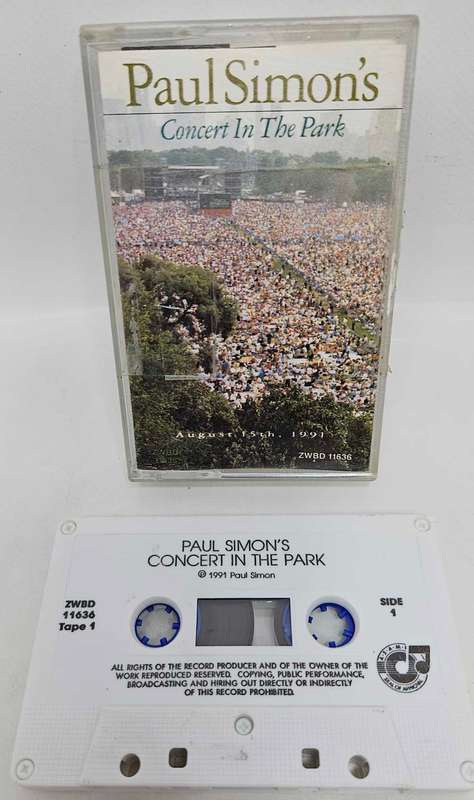 Paul Simon's
Concert In The Park
August 15th, 1991
ZWBD 11636
PAUL SIMON'S
CONCERT IN THE PARK
℗ 1991 Paul Simon
ZWBD
11636
Tape 1
SIDE
1
ALL RIGHTS OF THE RECORD PRODUCER AND OF THE OWNER OF THE
WORK REPRODUCED RESERVED. COPYING, PUBLIC PERFORMANCE,
BROADCASTING AND HIRING OUT DIRECTLY OR INDIRECTLY
OF THIS RECORD PROHIBITED.